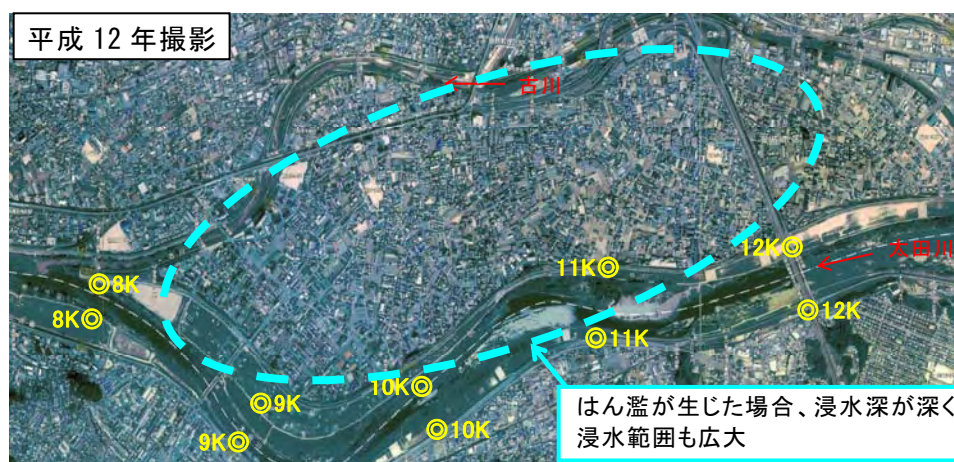 平成 12 年撮影
古川
12K◎
太田川
11K◎
◎8K
8K◎
◎12K
◎11K
10K◎
◎9K
◎10K
9K◎
はん濫が生じた場合、浸水深が深く
浸水範囲も広大